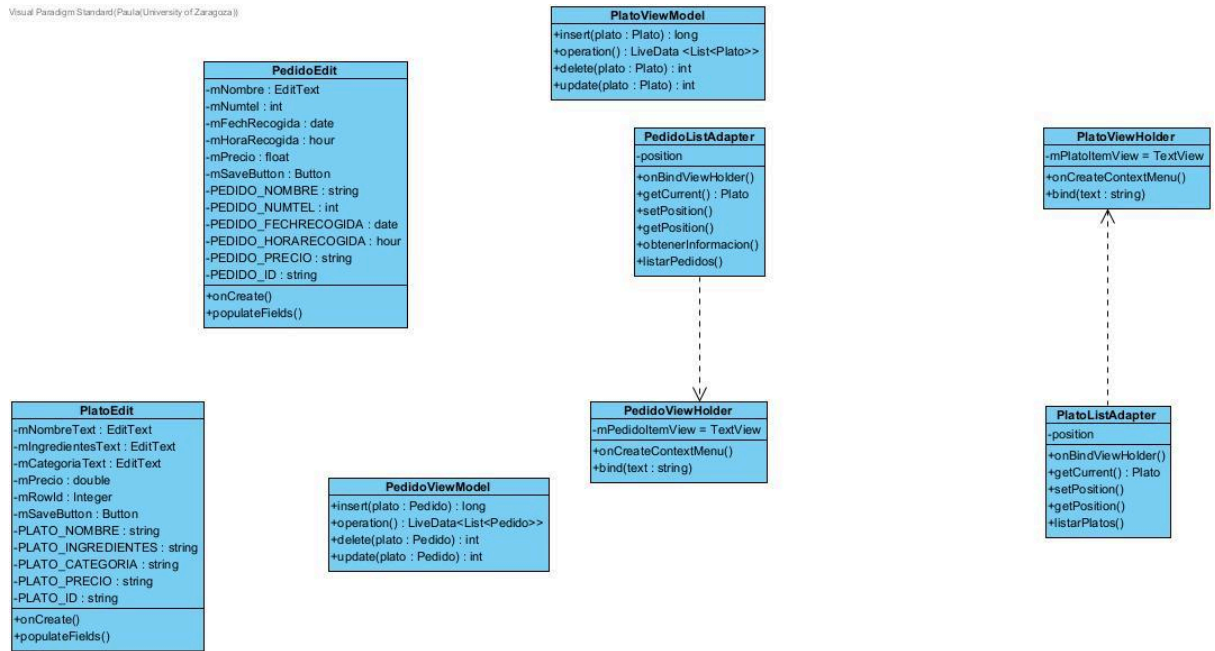 Visual Paradigm Standard(Paula(University of Zaragoza))
PlatoViewModel
+insert(plato : Plato) : long
+operation() : LiveData <List<Plato>>
+delete(plato : Plato) : int
+update(plato : Plato) : int
PedidoEdit
-mNombre : EditText
-mNumtel : int
-mFechRecogida : date
-mHoraRecogida : hour
-mPrecio : float
-mSaveButton : Button
-PEDIDO_NOMBRE : string
-PEDIDO_NUMTEL : int
-PEDIDO_FECHRECOGIDA : date
-PEDIDO_HORARECOGIDA : hour
-PEDIDO_PRECIO : string
-PEDIDO_ID : string
+onCreate()
+populateFields()
PedidoListAdapter
-position
+onBindViewHolder()
+getCurrent() : Plato
+setPosition()
+getPosition()
+obtenerInformacion()
+listarPedidos()
PlatoViewHolder
-mPlatoItemView = TextView
+onCreateContextMenu()
+bind(text : string)
PlatoEdit
-mNombreText : EditText
-mIngredientesText : EditText
-mCategoriaText : EditText
-mPrecio : double
-mRowId : Integer
-mSaveButton : Button
-PLATO_NOMBRE : string
-PLATO_INGREDIENTES : string
-PLATO_CATEGORIA : string
-PLATO_PRECIO : string
-PLATO_ID : string
+onCreate()
+populateFields()
PedidoViewModel
+insert(plato : Pedido) : long
+operation() : LiveData<List<Pedido>>
+delete(plato : Pedido) : int
+update(plato : Pedido) : int
PedidoViewHolder
-mPedidoItemView = TextView
+onCreateContextMenu()
+bind(text : string)
PlatoListAdapter
-position
+onBindViewHolder()
+getCurrent() : Plato
+setPosition()
+getPosition()
+listarPlatos()